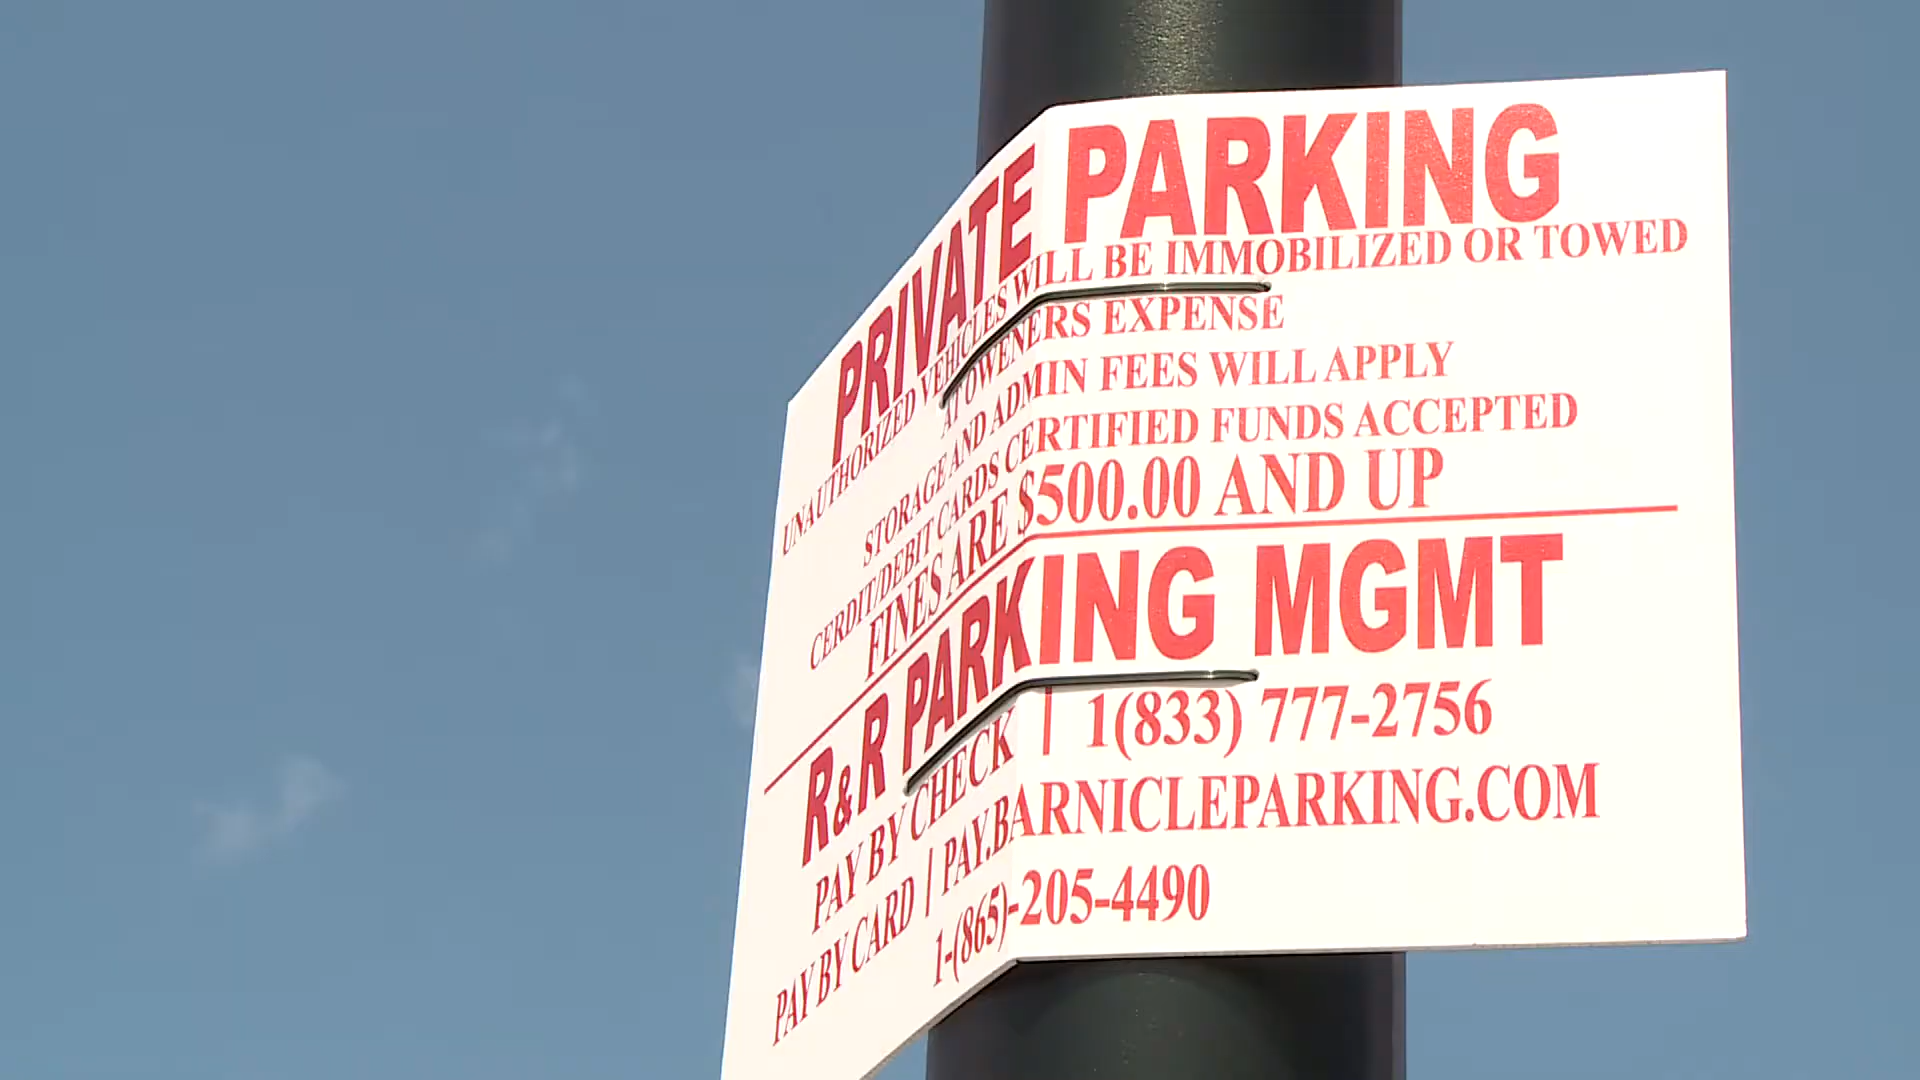 PRIVATE PARKING
UNAUTHORIZED VEHICLES WILL BE IMMOBILIZED OR TOWED
AT OWENERS EXPENSE
STORAGE AND ADMIN FEES WILL APPLY
CERDIT/DEBIT CARDS CERTIFIED FUNDS ACCEPTED
FINES ARE $500.00 AND UP
R&R PARKING MGMT
PAY BY CHECK | 1(833) 777-2756
PAY BY CARD | PAY.BARNICLEPARKING.COM
1-(865)-205-4490